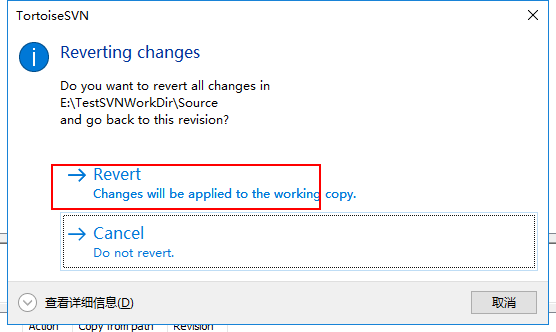 TortoiseSVN
Reverting changes
Do you want to revert all changes in
E:\TestSVNWorkDir\Source
and go back to this revision?
Revert
Changes will be applied to the working copy.
Cancel
Do not revert.
查看详细信息(D)
取消
Action Copy from path Revision